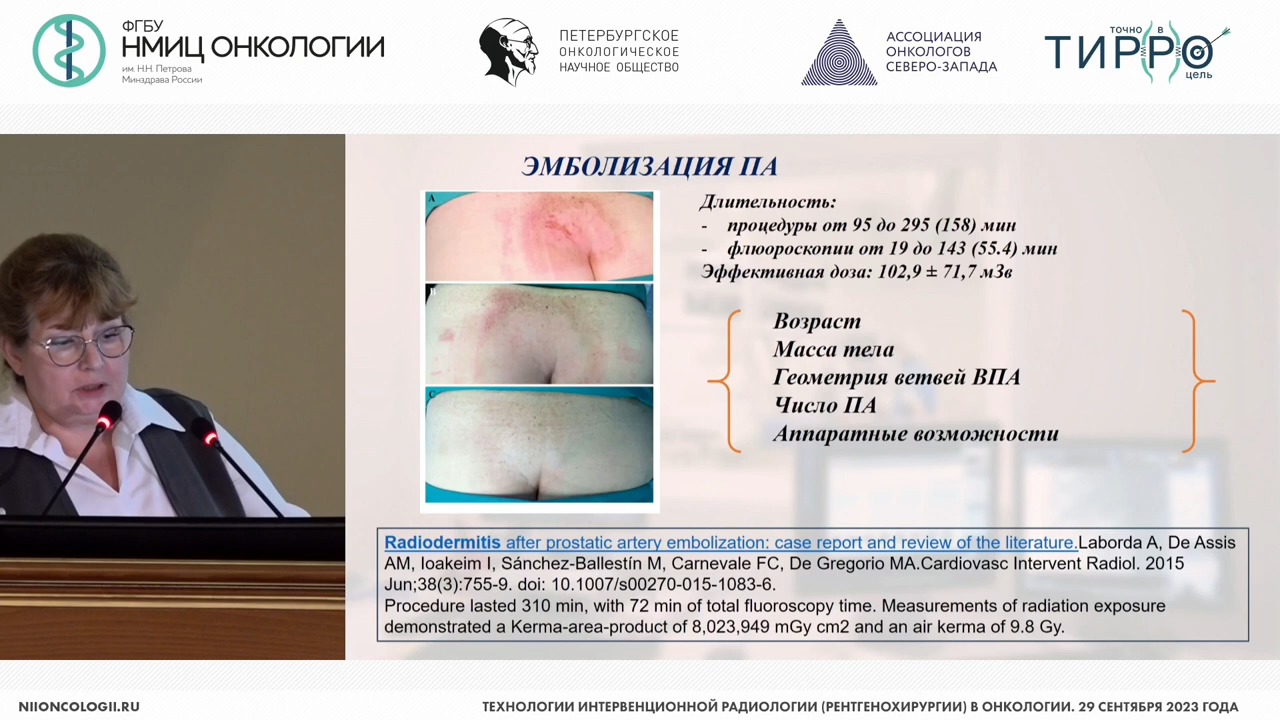 ФГБУ
НМИЦ ОНКОЛОГИИ
им. Н.Н. Петрова
Минздрава России
ПЕТЕРБУРГСКОЕ
ОНКОЛОГИЧЕСКОЕ
НАУЧНОЕ ОБЩЕСТВО
АССОЦИАЦИЯ
ОНКОЛОГОВ
СЕВЕРО-ЗАПАДА
ТОЧНО В
ТИРРО
цель
ЭМБОЛИЗАЦИЯ ПА
A
B
C
Длительность:
- процедуры от 95 до 295 (158) мин
- флюороскопии от 19 до 143 (55.4) мин
Эффективная доза: 102,9 ± 71,7 мЗв
Возраст
Масса тела
Геометрия ветвей ВПА
Число ПА
Аппаратные возможности
Radiodermitis after prostatic artery embolization: case report and review of the literature.Laborda A, De Assis
AM, Ioakeim I, Sánchez-Ballestín M, Carnevale FC, De Gregorio MA.Cardiovasc Intervent Radiol. 2015
Jun;38(3):755-9. doi: 10.1007/s00270-015-1083-6.
Procedure lasted 310 min, with 72 min of total fluoroscopy time. Measurements of radiation exposure
demonstrated a Kerma-area-product of 8,023,949 mGy cm2 and an air kerma of 9.8 Gy.
NIIONCOLOGII.RU
ТЕХНОЛОГИИ ИНТЕРВЕНЦИОННОЙ РАДИОЛОГИИ (РЕНТГЕНОХИРУРГИИ) В ОНКОЛОГИИ. 29 СЕНТЯБРЯ 2023 ГОДА